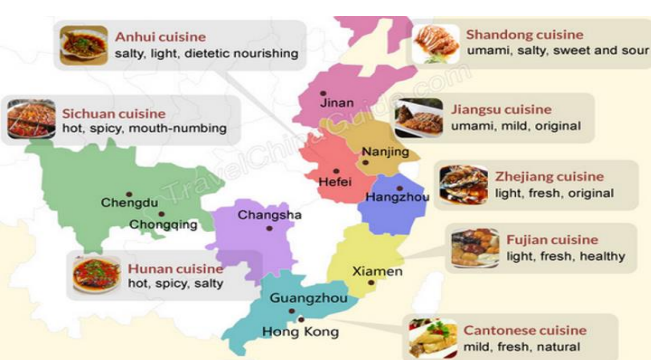 Anhui cuisine
salty, light, dietetic nourishing
Shandong cuisine
umami, salty, sweet and sour
Jinan
Sichuan cuisine
hot, spicy, mouth-numbing
Jiangsu cuisine
umami, mild, original
TravelChinaGuide.com
Nanjing
Hefei
Zhejiang cuisine
light, fresh, original
Hangzhou
Chengdu
Chongqing
Changsha
Fujian cuisine
light, fresh, healthy
Hunan cuisine
hot, spicy, salty
Xiamen
Guangzhou
Hong Kong
Cantonese cuisine
mild, fresh, natural